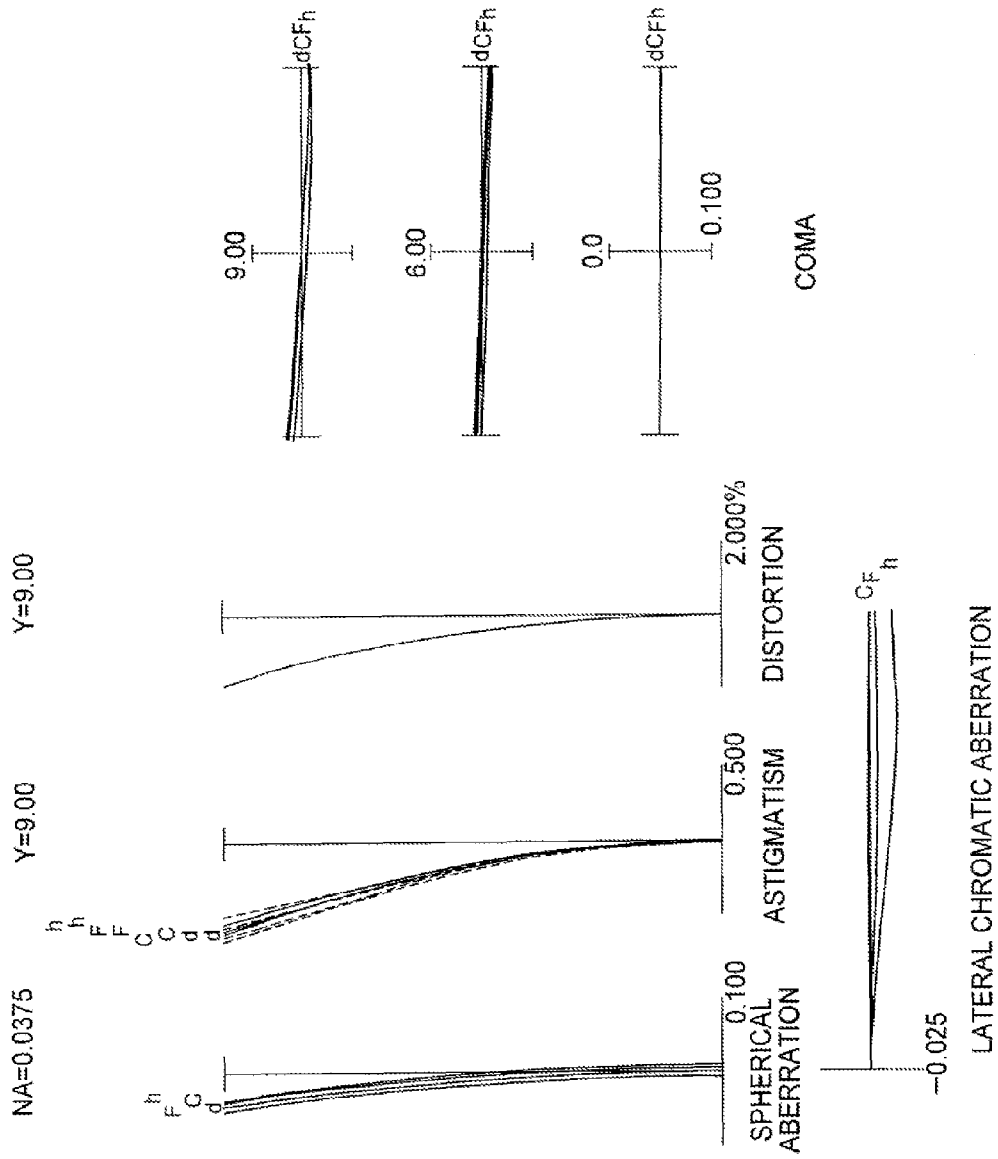 NA=0.0375
Y=9.00
Y=9.00
h
F
C
d
h
h
F
F
C
C
d
d
0.100
0.500
2.000%
SPHERICAL
ABERRATION
ASTIGMATISM
DISTORTION
9.00
dCFh
6.00
dCFh
0.0
dCFh
0.100
COMA
CFh
-0.025
LATERAL CHROMATIC ABERRATION